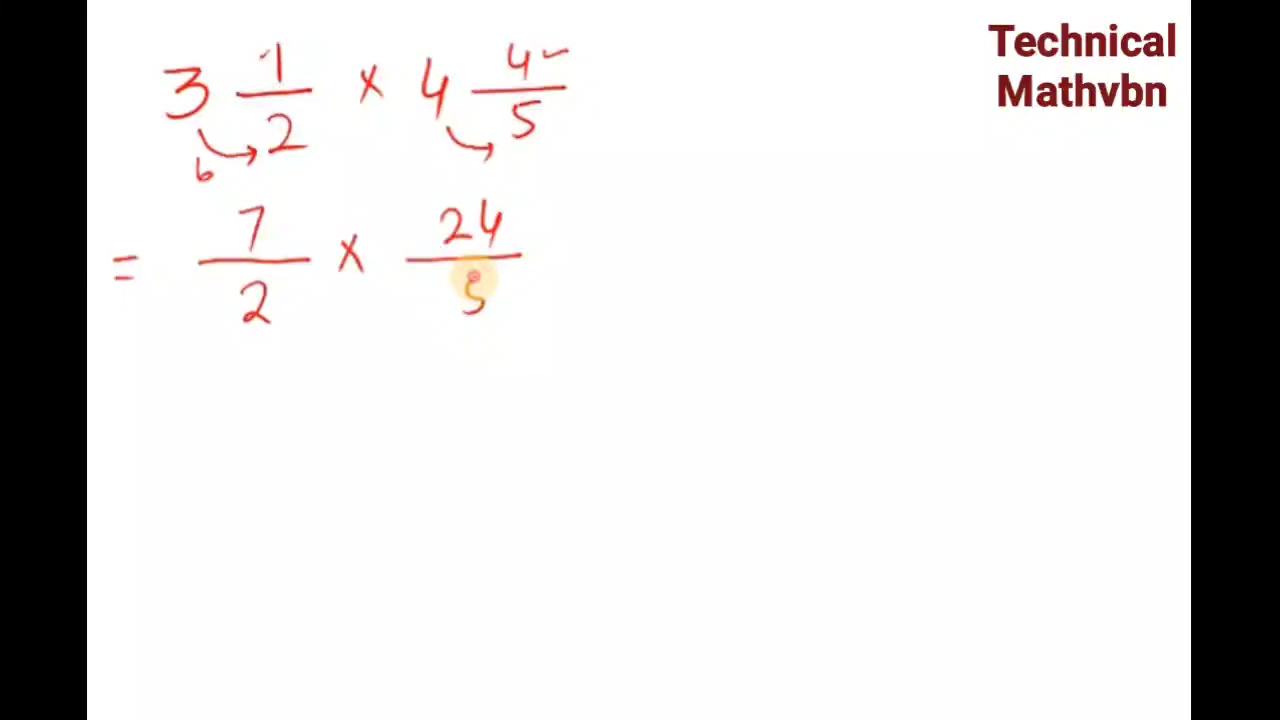 Technical
Mathvbn
3 1/2 × 4 4/5
6
= 7/2 × 24/5